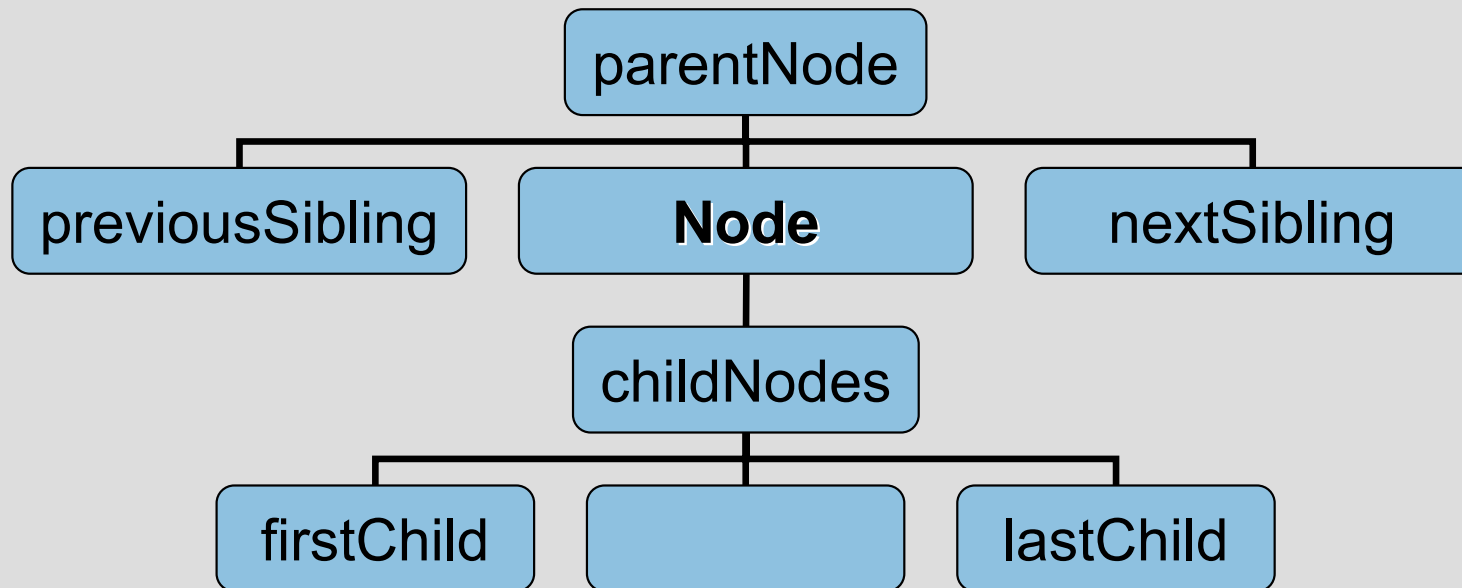 parentNode
previousSibling
Node
nextSibling
childNodes
firstChild
lastChild